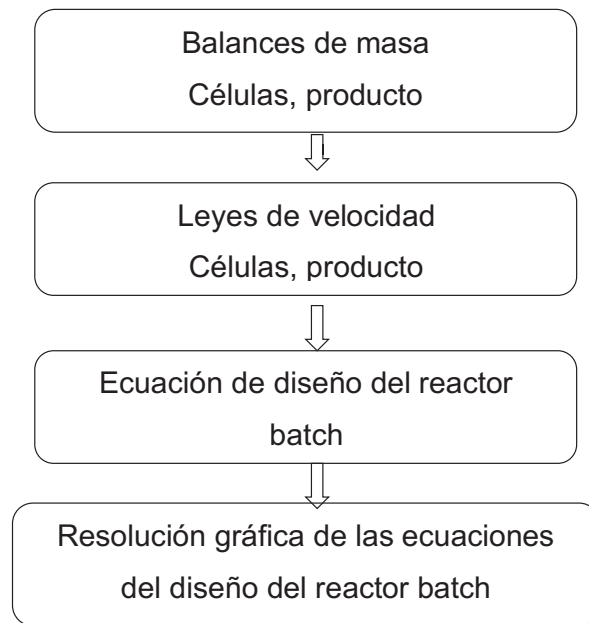 Balances de masa
Células, producto
Leyes de velocidad
Células, producto
Ecuación de diseño del reactor
batch
Resolución gráfica de las ecuaciones
del diseño del reactor batch